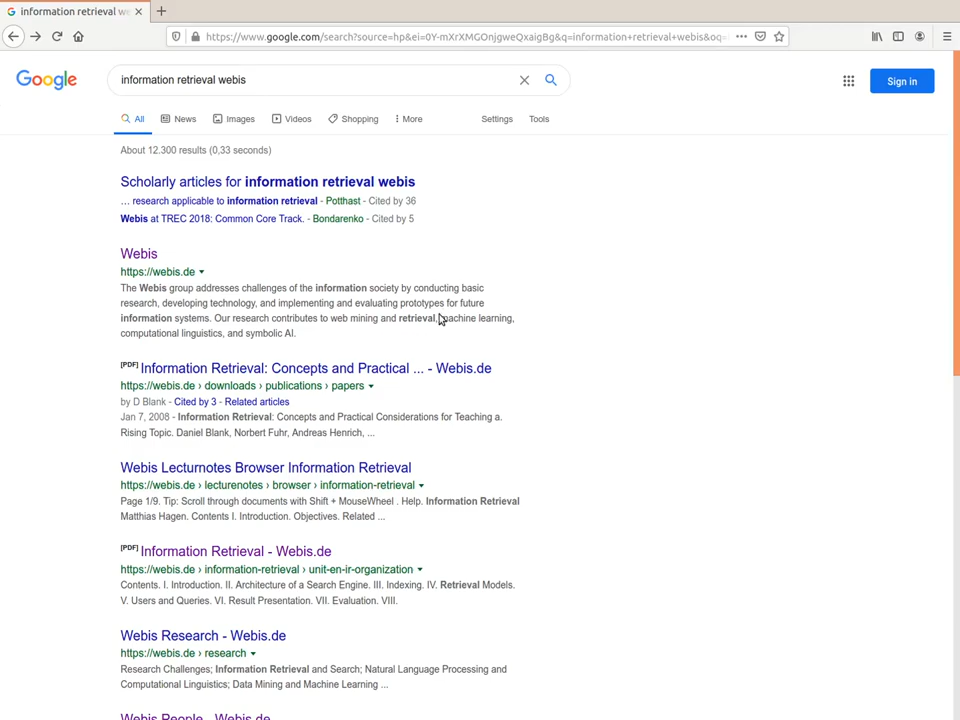 information retrieval we
https://www.google.com/search?source=hp&ei=0Y-mXrXMGOnjgweQxaigBg&q=information+retrieval+webis&oq=
Google
information retrieval webis
Sign in
All
News
Images
Videos
Shopping
More
Settings
Tools
About 12.300 results (0,33 seconds)
Scholarly articles for information retrieval webis
... research applicable to information retrieval - Potthast - Cited by 36
Webis at TREC 2018: Common Core Track. - Bondarenko - Cited by 5
Webis
https://webis.de
The Webis group addresses challenges of the information society by conducting basic
research, developing technology, and implementing and evaluating prototypes for future
information systems. Our research contributes to web mining and retrieval, machine learning,
computational linguistics, and symbolic AI.
[PDF] Information Retrieval: Concepts and Practical ... - Webis.de
https://webis.de › downloads › publications › papers
by D Blank - Cited by 3 - Related articles
Jan 7, 2008 - Information Retrieval: Concepts and Practical Considerations for Teaching a.
Rising Topic. Daniel Blank, Norbert Fuhr, Andreas Henrich, ...
Webis Lecturnotes Browser Information Retrieval
https://webis.de › lecturenotes › browser › information-retrieval
Page 1/9. Tip: Scroll through documents with Shift + MouseWheel . Help. Information Retrieval
Matthias Hagen. Contents I. Introduction. Objectives. Related ...
[PDF] Information Retrieval - Webis.de
https://webis.de › information-retrieval › unit-en-ir-organization
Contents. I. Introduction. II. Architecture of a Search Engine. III. Indexing. IV. Retrieval Models.
V. Users and Queries. VI. Result Presentation. VII. Evaluation. VIII.
Webis Research - Webis.de
https://webis.de › research
Research Challenges; Information Retrieval and Search; Natural Language Processing and
Computational Linguistics; Data Mining and Machine Learning ...
Webis People - Webis.de